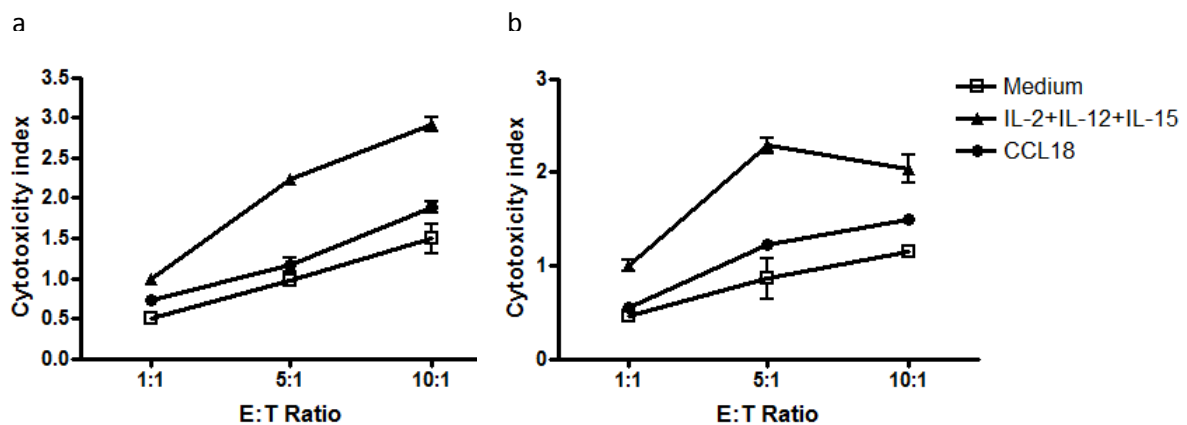 a
Cytotoxicity index
3.5
3.0
2.5
2.0
1.5
1.0
0.5
0.0
1:1 5:1 10:1
E:T Ratio
b
Cytotoxicity index
3
2
1
0
1:1 5:1 10:1
E:T Ratio
Medium
IL-2+IL-12+IL-15
CCL18